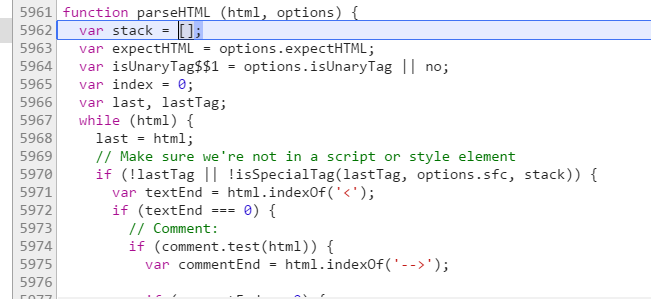 5961 function parseHTML (html, options) {
5962   var stack = [];
5963   var expectHTML = options.expectHTML;
5964   var isUnaryTag$$1 = options.isUnaryTag || no;
5965   var index = 0;
5966   var last, lastTag;
5967   while (html) {
5968     last = html;
5969     // Make sure we're not in a script or style element
5970     if (!lastTag || !isSpecialTag(lastTag, options.sfc, stack)) {
5971       var textEnd = html.indexOf('<');
5972       if (textEnd === 0) {
5973         // Comment:
5974         if (comment.test(html)) {
5975           var commentEnd = html.indexOf('-->');
5976